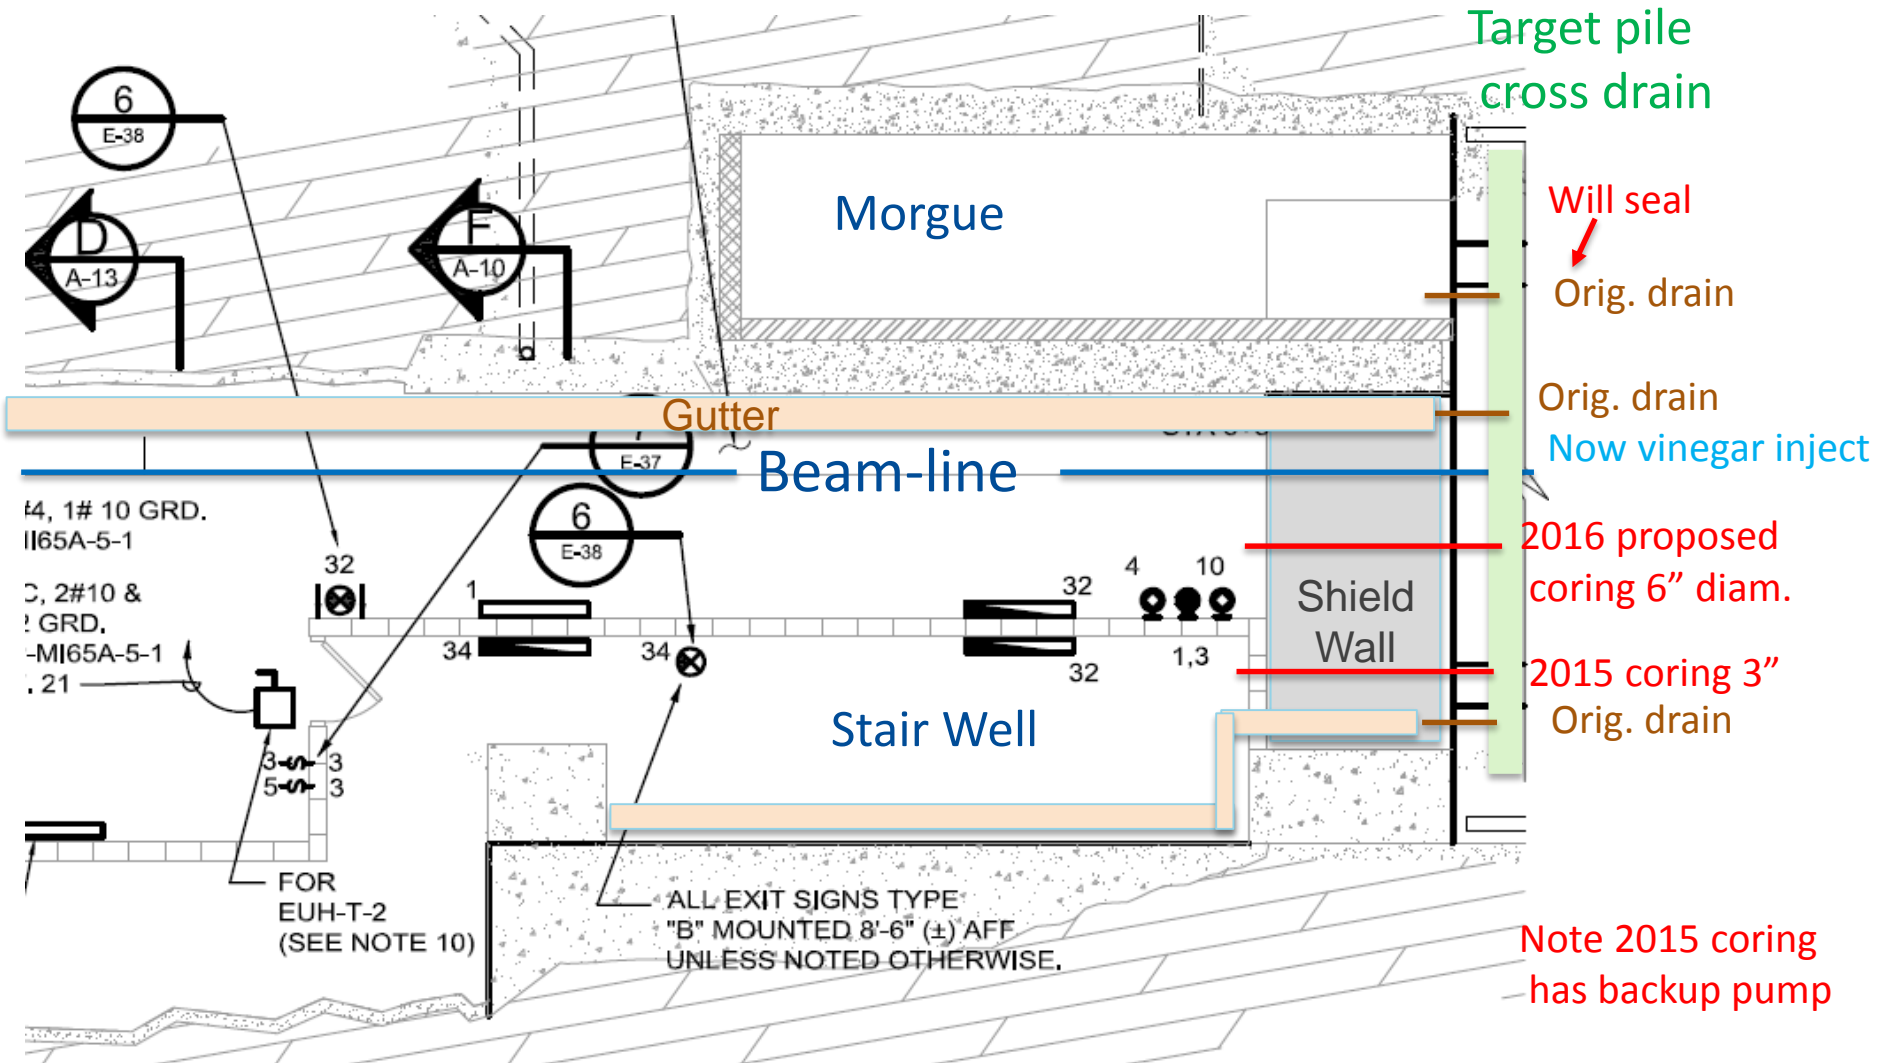 Target pile
cross drain
6
E-38
D
A-13
F
A-10
Morgue
Will seal
Orig. drain
Orig. drain
Now vinegar inject
Gutter
E-37
Beam-line
#4, 1# 10 GRD.
MI65A-5-1
6
E-38
2016 proposed
coring 6” diam.
32
C, 2#10 &
GRD.
-MI65A-5-1
21
1
34
34
32
32
4
10
1,3
Shield
Wall
2015 coring 3”
Orig. drain
Stair Well
3
3
5
3
FOR
EUH-T-2
(SEE NOTE 10)
ALL EXIT SIGNS TYPE
"B" MOUNTED 8'-6" (±) AFF
UNLESS NOTED OTHERWISE.
Note 2015 coring
has backup pump